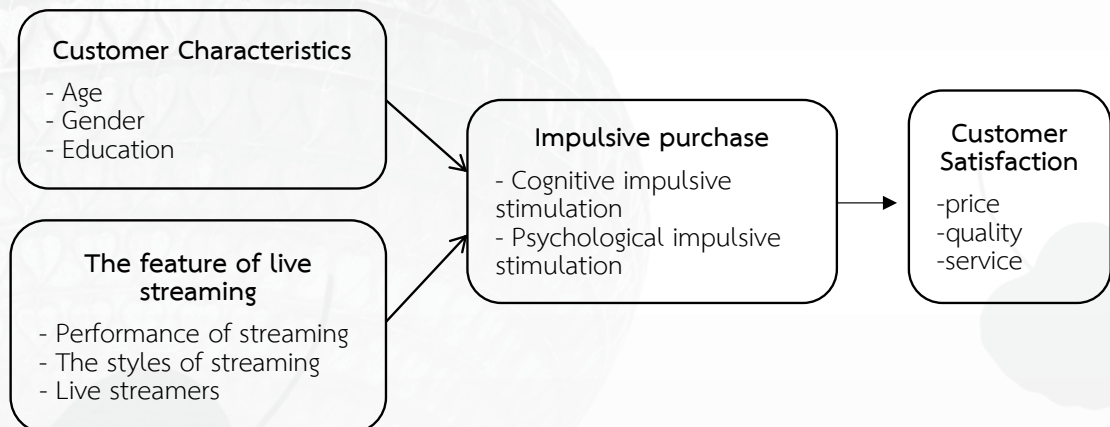 Customer Characteristics
- Age
- Gender
- Education
The feature of live
streaming
- Performance of streaming
- The styles of streaming
- Live streamers
Impulsive purchase
- Cognitive impulsive
stimulation
- Psychological impulsive
stimulation
Customer
Satisfaction
-price
-quality
-service